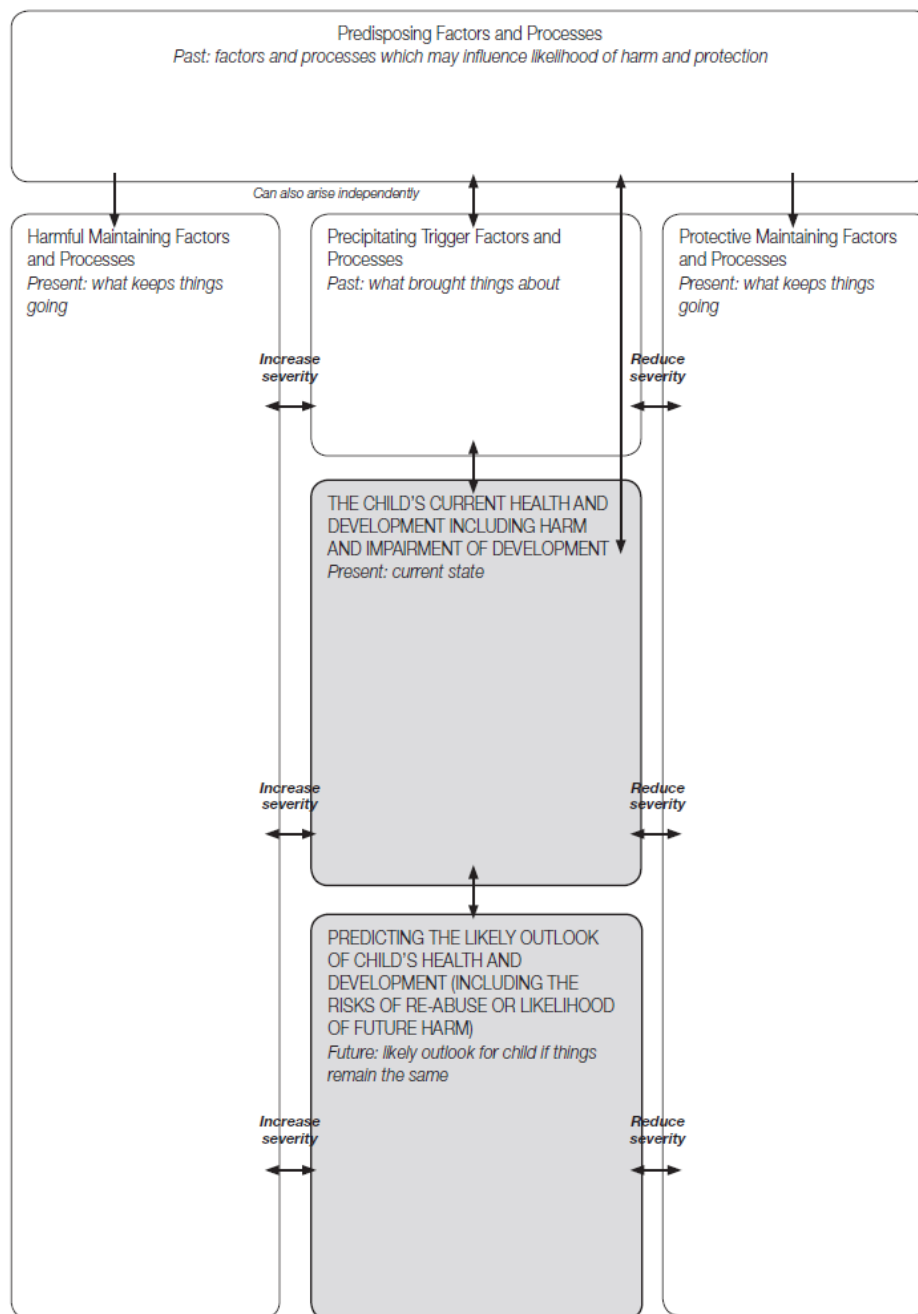 Predisposing Factors and Processes
Past: factors and processes which may influence likelihood of harm and protection
Can also arise independently
Harmful Maintaining Factors
and Processes
Present: what keeps things
going
Precipitating Trigger Factors and
Processes
Past: what brought things about
Protective Maintaining Factors
and Processes
Present: what keeps things
going
Increase
severity
Reduce
severity
THE CHILD'S CURRENT HEALTH AND
DEVELOPMENT INCLUDING HARM
AND IMPAIRMENT OF DEVELOPMENT
Present: current state
Increase
severity
Reduce
severity
PREDICTING THE LIKELY OUTLOOK
OF CHILD'S HEALTH AND
DEVELOPMENT (INCLUDING THE
RISKS OF RE-ABUSE OR LIKELIHOOD
OF FUTURE HARM)
Future: likely outlook for child if things
remain the same
Increase
severity
Reduce
severity